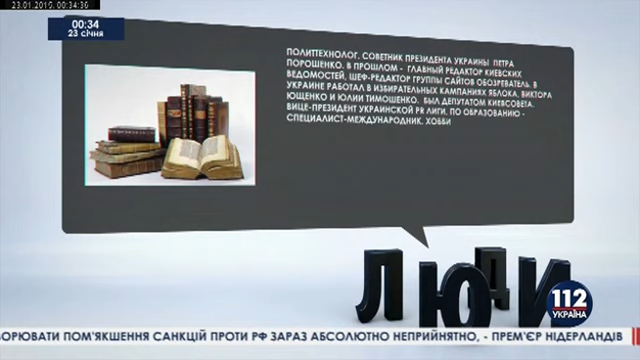 23.01.2016. 00:34:36
00:34
23 січня
ПОЛИТТЕХНОЛОГ, СОВЕТНИК ПРЕЗИДЕНТА УКРАИНЫ ПЕТРА
ПОРОШЕНКО. В ПРОШЛОМ - ГЛАВНЫЙ РЕДАКТОР КИЕВСКИХ
ВЕДОМОСТЕЙ, ШЕФ-РЕДАКТОР ГРУППЫ САЙТОВ ОБОЗРЕВАТЕЛЬ. В
УКРАИНЕ РАБОТАЛ В ИЗБИРАТЕЛЬНЫХ КАМПАНИЯХ ЯБЛОКА, ВИКТОРА
ЮЩЕНКО И ЮЛИИ ТИМОШЕНКО. БЫЛ ДЕПУТАТОМ КИЕВСОВЕТА.
ВИЦЕ-ПРЕЗИДЕНТ УКРАИНСКОЙ PR ЛИГИ. ПО ОБРАЗОВАНИЮ -
СПЕЦИАЛИСТ-МЕЖДУНАРОДНИК. ХОББИ
ЛЮДИ
112
УКРАЇНА
ВОРЮВАТИ ПОМ'ЯКШЕННЯ САНКЦІЙ ПРОТИ РФ ЗАРАЗ АБСОЛЮТНО НЕПРИЙНЯТНО, - ПРЕМ'ЄР НІДЕРЛАНДІВ